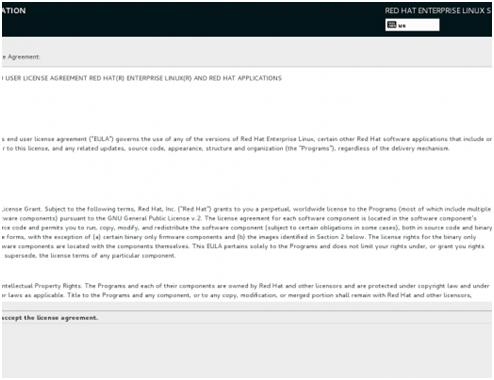 ATION
RED HAT ENTERPRISE LINUX S
us
e Agreement:
USER LICENSE AGREEMENT RED HAT(R) ENTERPRISE LINUX(R) AND RED HAT APPLICATIONS
s end user license agreement ("EULA") governs the use of any of the versions of Red Hat Enterprise Linux, certain other Red Hat software applications that include or
r to this license, and any related updates, source code, appearance, structure and organization (the "Programs"), regardless of the delivery mechanism.
License Grant. Subject to the following terms, Red Hat, Inc. ("Red Hat") grants to you a perpetual, worldwide license to the Programs (most of which include multiple
ware components) pursuant to the GNU General Public License v.2. The license agreement for each software component is located in the software component's
rce code and permits you to run, copy, modify, and redistribute the software component (subject to certain obligations in some cases), both in source code and binary
e forms, with the exception of (a) certain binary only firmware components and (b) the images identified in Section 2 below. The license rights for the binary only
ware components are located with the components themselves. This EULA pertains solely to the Programs and does not limit your rights under, or grant you rights
supersede, the license terms of any particular component.
ntellectual Property Rights. The Programs and each of their components are owned by Red Hat and other licensors and are protected under copyright law and under
r laws as applicable. Title to the Programs and any component, or to any copy, modification, or merged portion shall remain with Red Hat and other licensors,
accept the license agreement.